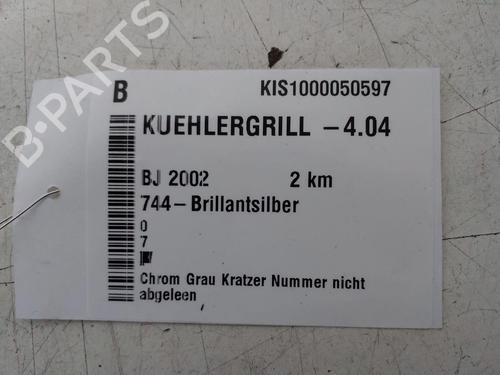 B·PARTS
B KIS1000050597
KUEHLERGRILL -4.04
BJ 2002 2 km
744-Brillantsilber
0
7
Chrom Grau Kratzer Nummer nicht
abgeleen